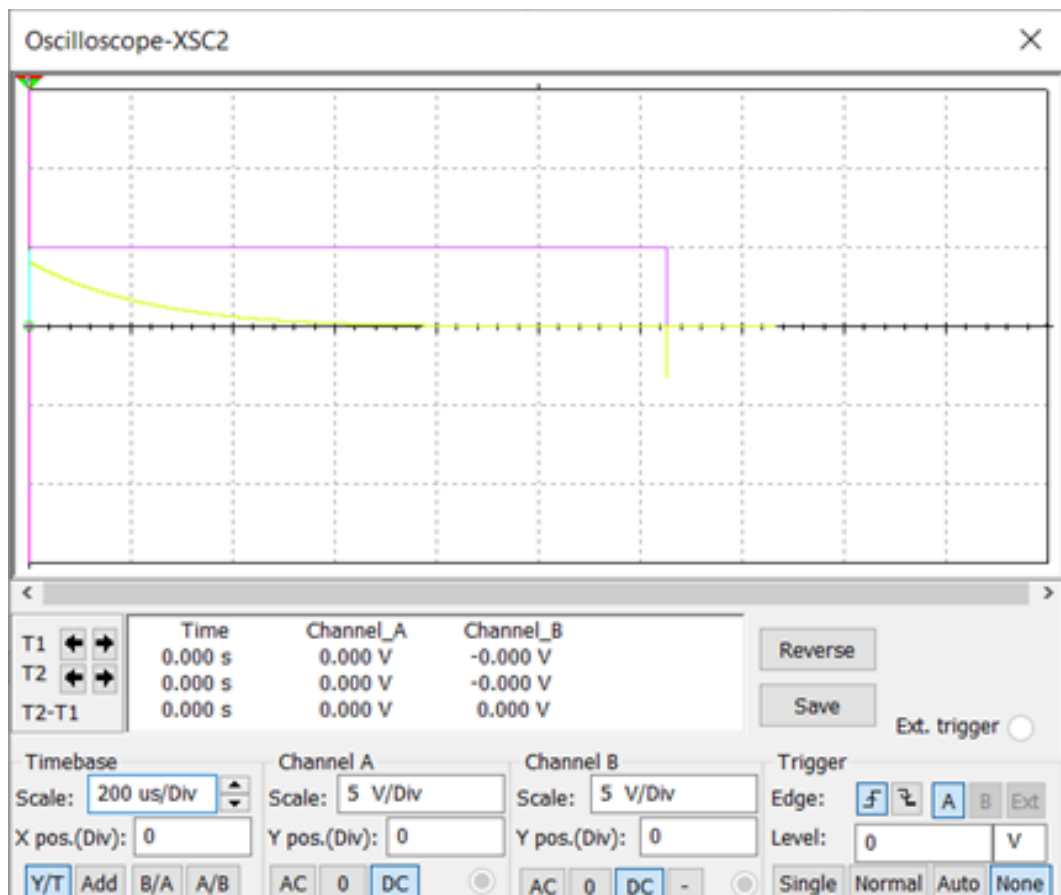 Oscilloscope-XSC2
T1
T2
T2-T1
Time Channel_A Channel_B
0.000 s 0.000 V -0.000 V
0.000 s 0.000 V -0.000 V
0.000 s 0.000 V 0.000 V
Reverse
Save
Ext. trigger
Timebase
Scale: 200 us/Div
X pos.(Div): 0
Y/T Add B/A A/B
Channel A
Scale: 5 V/Div
Y pos.(Div): 0
AC 0 DC
Channel B
Scale: 5 V/Div
Y pos.(Div): 0
AC 0 DC -
Trigger
Edge: A B Ext
Level: 0 V
Single Normal Auto None